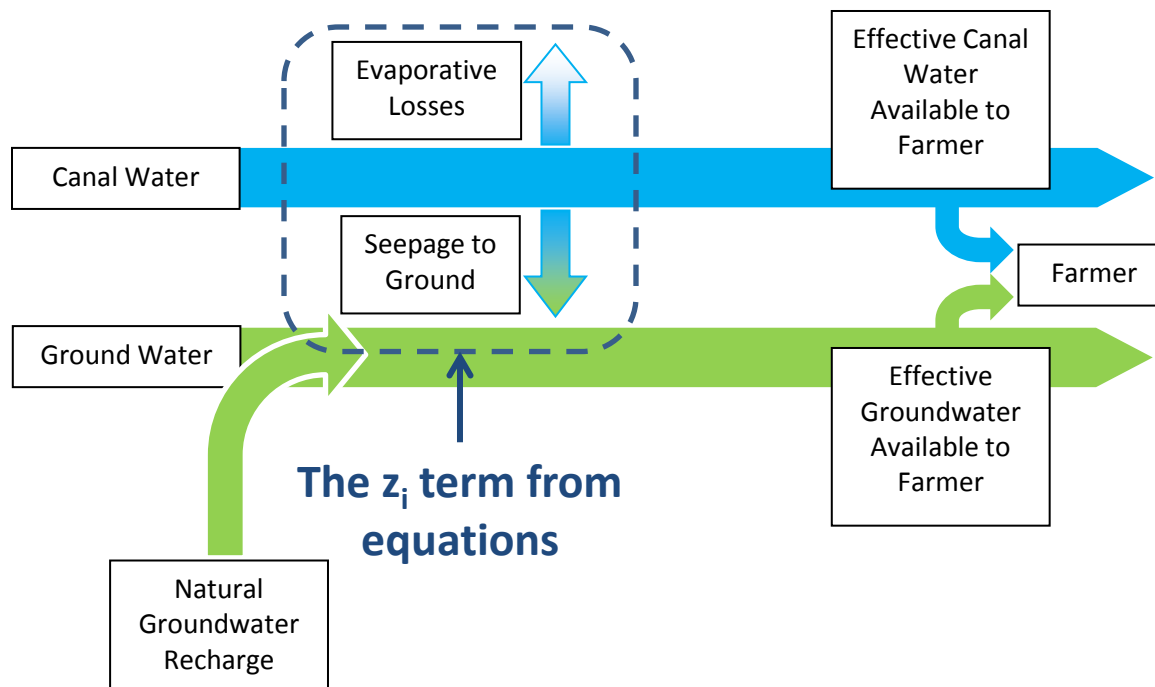 Evaporative
Losses
Effective Canal
Water
Available to
Farmer
Canal Water
Seepage to
Ground
Farmer
Ground Water
Effective
Groundwater
Available to
Farmer
The zᵢ term from
equations
Natural
Groundwater
Recharge